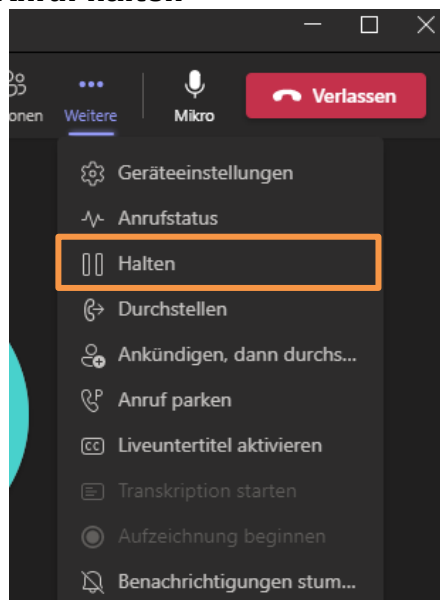 Anruf halten
onen
Weitere
Mikro
Verlassen
Geräteeinstellungen
Anrufstatus
Halten
Durchstellen
Ankündigen, dann durchs...
Anruf parken
CC Liveuntertitel aktivieren
Transkription starten
Aufzeichnung beginnen
Benachrichtigungen stum...